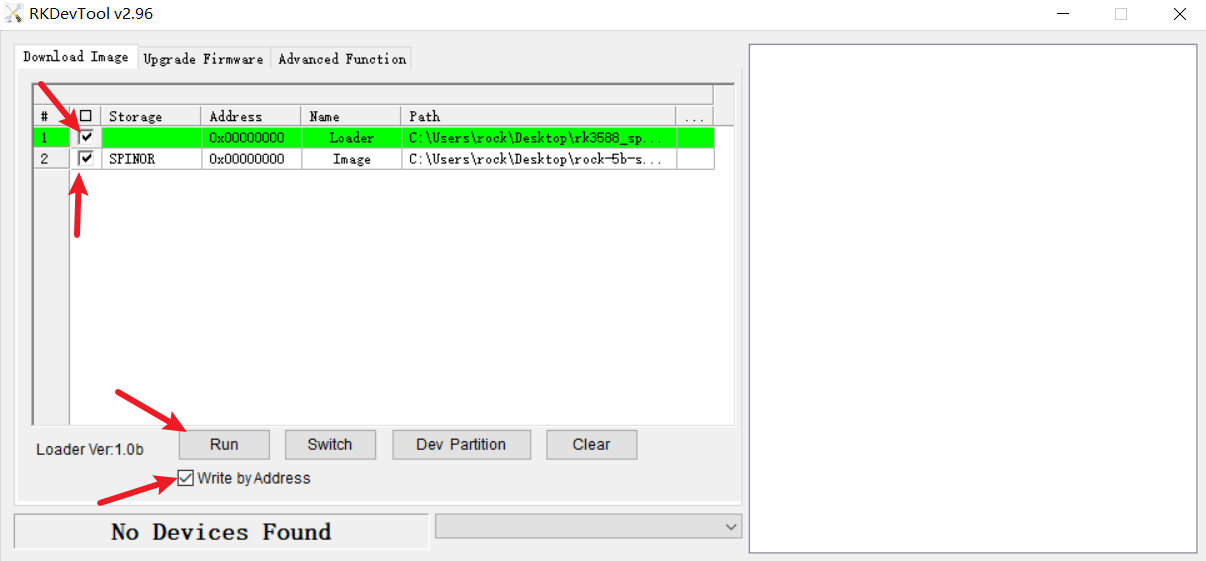 RKDevTool v2.96
Download Image Upgrade Firmware Advanced Function
# Storage Address Name Path ...
1 0x00000000 Loader C:\Users\rock\Desktop\rk3588_sp...
2 SPINOR 0x00000000 Image C:\Users\rock\Desktop\rock-5b-s...
Loader Ver:1.0b Run Switch Dev Partition Clear
Write by Address
No Devices Found